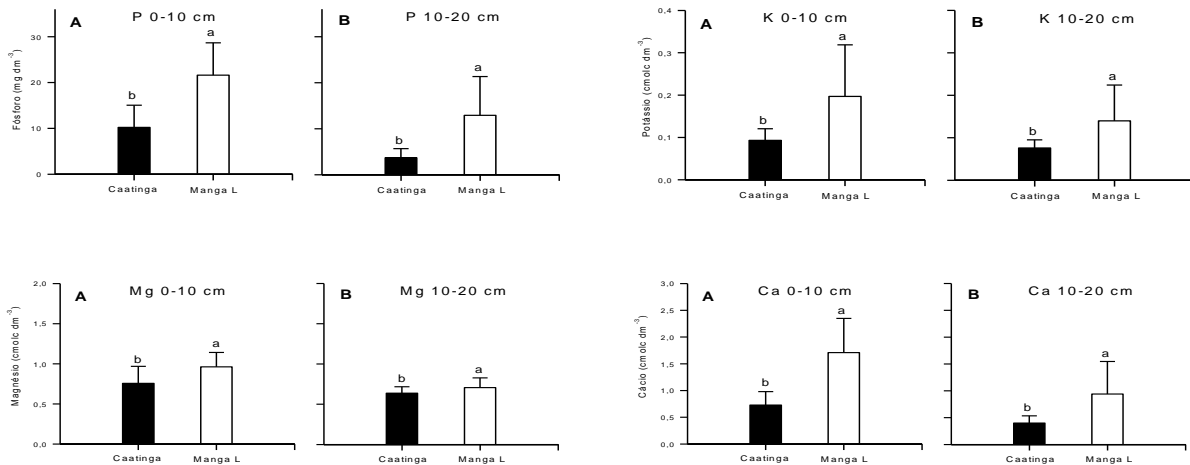 A
P 0-10 cm
Fósforo (mg dm-3)
30
20
10
0
b
a
Caatinga
Manga L
B
P 10-20 cm
b
a
Caatinga
Manga L
A
K 0-10 cm
Potássio (cmolc dm-3)
0,4
0,3
0,2
0,1
0,0
b
a
Caatinga
Manga L
B
K 10-20 cm
b
a
Caatinga
Manga L
A
Mg 0-10 cm
Magnésio (cmolc dm-3)
2,0
1,5
1,0
0,5
0,0
b
a
Caatinga
Manga L
B
Mg 10-20 cm
b
a
Caatinga
Manga L
A
Ca 0-10 cm
Cácio (cmolc dm-3)
3,0
2,5
2,0
1,5
1,0
0,5
0,0
b
a
Caatinga
Manga L
B
Ca 10-20 cm
b
a
Caatinga
Manga L